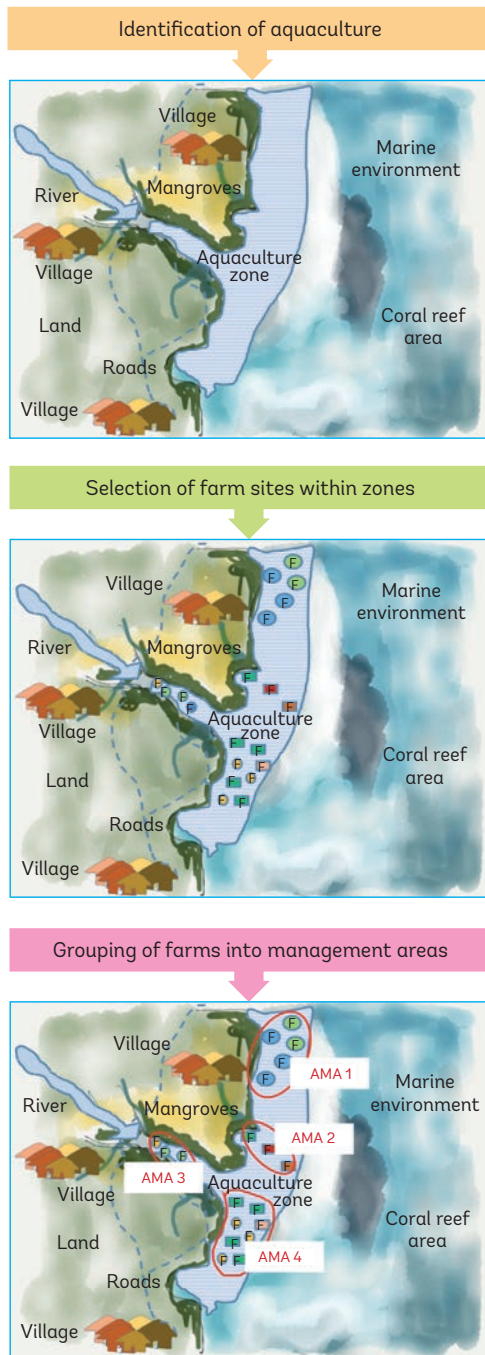 Identification of aquaculture
Village
Marine
environment
River
Mangroves
Aquaculture
zone
Village
Land
Coral reef
area
Roads
Village
Selection of farm sites within zones
F
F
F
F
F
Village
Marine
environment
River
Mangroves
F
F
F
F
F
F
F
Aquaculture
zone
Village
F
F
F
F
F
F
F
F
Land
Coral reef
area
Roads
Village
Grouping of farms into management areas
F
F
F
F
F
Village
AMA 1
Marine
environment
River
Mangroves
F
F
F
AMA 2
F
F
F
AMA 3
Village
Aquaculture
zone
F
F
F
F
F
F
F
F
Land
Coral reef
area
AMA 4
Roads
Village